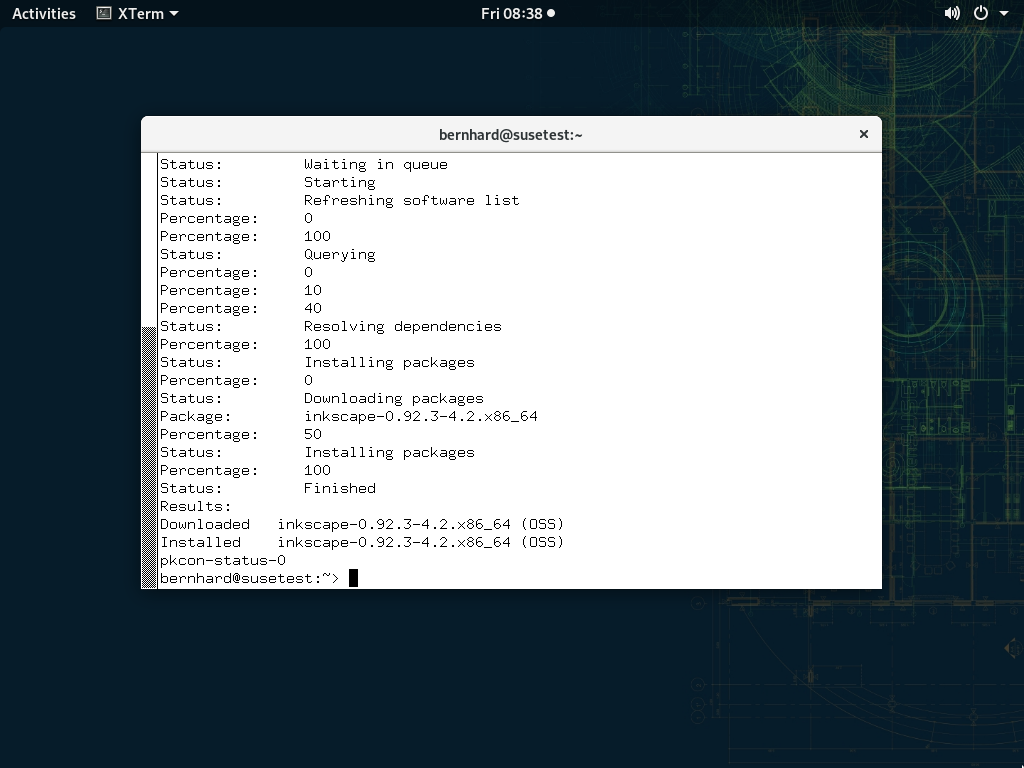 Activities XTerm Fri 08:38
bernhard@susetest:~
Status: Waiting in queue
Status: Starting
Status: Refreshing software list
Percentage: 0
Percentage: 100
Status: Querying
Percentage: 0
Percentage: 10
Percentage: 40
Status: Resolving dependencies
Percentage: 100
Status: Installing packages
Percentage: 0
Status: Downloading packages
Package: inkscape-0.92.3-4.2.x86_64
Percentage: 50
Status: Installing packages
Percentage: 100
Status: Finished
Results:
Downloaded inkscape-0.92.3-4.2.x86_64 (OSS)
Installed inkscape-0.92.3-4.2.x86_64 (OSS)
pkcon-status-0
bernhard@susetest:~>